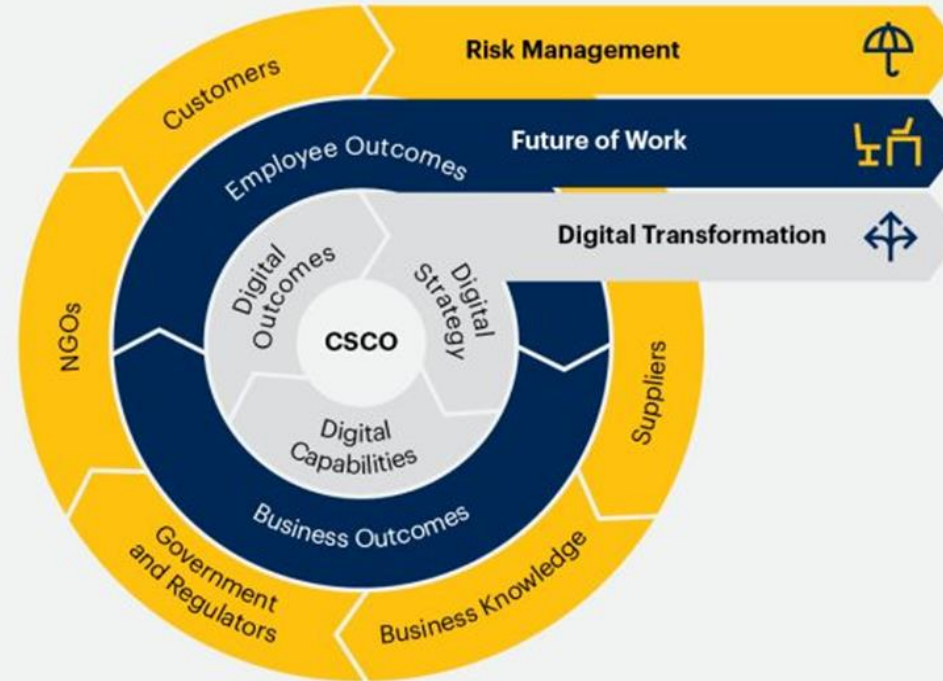 Risk Management
Future of Work
Digital Transformation
Customers
Employee Outcomes
Digital
Outcomes
Digital
Strategy
CSCO
NGOs
Suppliers
Digital
Capabilities
Business Outcomes
Government
and Regulators
Business Knowledge